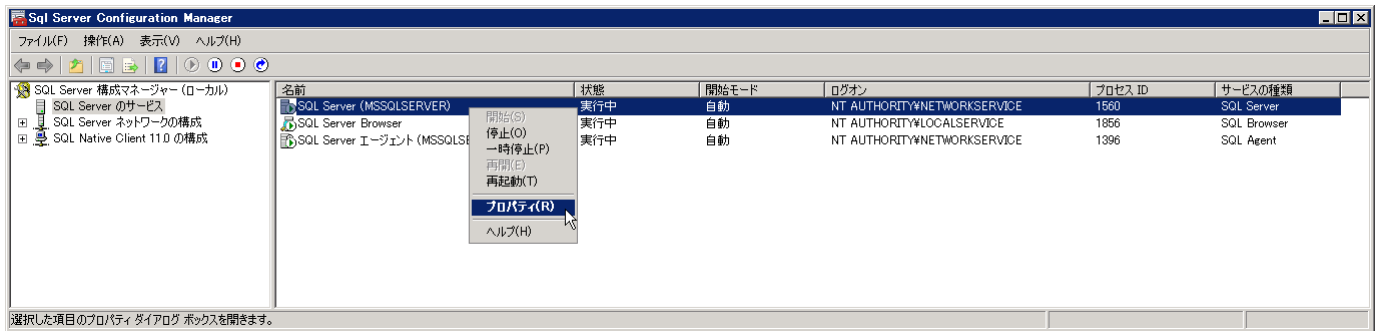 Sql Server Configuration Manager
ファイル(F) 操作(A) 表示(V) ヘルプ(H)
SQL Server 構成マネージャー (ローカル)
SQL Server のサービス
SQL Server ネットワークの構成
SQL Native Client 11.0 の構成
名前 状態 開始モード ログオン プロセス ID サービスの種類
SQL Server (MSSQLSERVER) 実行中 自動 NT AUTHORITY¥NETWORKSERVICE 1560 SQL Server
SQL Server Browser 実行中 自動 NT AUTHORITY¥LOCALSERVICE 1856 SQL Browser
SQL Server エージェント (MSSQLSE 実行中 自動 NT AUTHORITY¥NETWORKSERVICE 1396 SQL Agent
開始(S)
停止(O)
一時停止(P)
再開(E)
再起動(T)
プロパティ(R)
ヘルプ(H)
選択した項目のプロパティ ダイアログ ボックスを開きます。